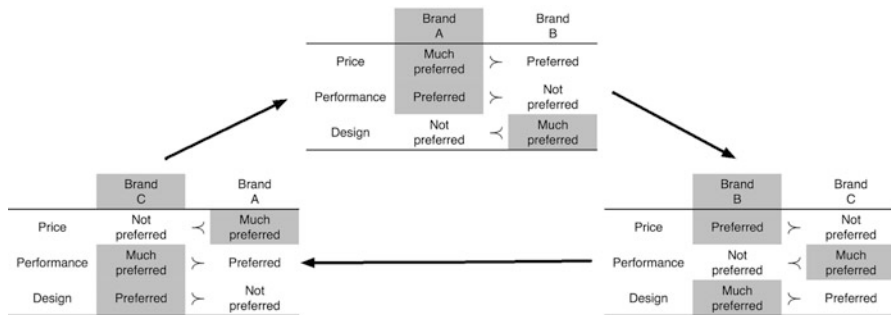 Brand Brand
A B
Much
Price ≻ Preferred
preferred
Not
Performance Preferred ≻
preferred
Not Much
Design ≺
preferred preferred
Brand Brand
C A
Not Much
Price ≺
preferred preferred
Much
Performance ≻ Preferred
preferred
Not
Design Preferred ≻
preferred
Brand Brand
B C
Not
Price Preferred ≻
preferred
Not Much
Performance ≺
preferred preferred
Much
Design ≻ Preferred
preferred